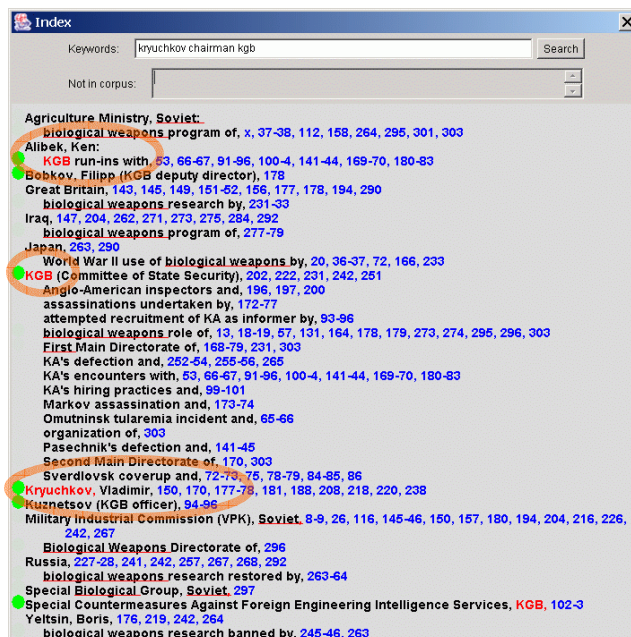 Index
Keywords: kryuchkov chairman kgb Search
Not in corpus:
Agriculture Ministry, Soviet:
biological weapons program of, x, 37-38, 112, 158, 264, 295, 301, 303
Alibek, Ken:
KGB run-ins with, 53, 66-67, 91-96, 100-4, 141-44, 169-70, 180-83
Bobkov, Filipp (KGB deputy director), 178
Great Britain, 143, 145, 149, 151-52, 156, 177, 178, 194, 290
biological weapons research by, 231-33
Iraq, 147, 204, 262, 271, 273, 275, 284, 292
biological weapons program of, 277-79
Japan, 263, 290
World War II use of biological weapons by, 20, 36-37, 72, 166, 233
KGB (Committee of State Security), 202, 222, 231, 242, 251
Anglo-American inspectors and, 196, 197, 200
assassinations undertaken by, 172-77
attempted recruitment of KA as informer by, 93-96
biological weapons role of, 13, 18-19, 57, 131, 164, 178, 179, 273, 274, 295, 296, 303
First Main Directorate of, 168-79, 231, 303
KA's defection and, 252-54, 255-56, 265
KA's encounters with, 53, 66-67, 91-96, 100-4, 141-44, 169-70, 180-83
KA's hiring practices and, 99-101
Markov assassination and, 173-74
Omutninsk tularemia incident and, 65-66
organization of, 303
Pasechnik's defection and, 141-45
Second Main Directorate of, 170, 303
Sverdlovsk coverup and, 72-73, 75, 78-79, 84-85, 86
Kryuchkov, Vladimir, 150, 170, 177-78, 181, 188, 208, 218, 220, 238
Kuznetsov (KGB officer), 94-96
Military Industrial Commission (VPK), Soviet, 8-9, 26, 116, 145-46, 150, 157, 180, 194, 204, 216, 226,
242, 267
Biological Weapons Directorate of, 296
Russia, 227-28, 241, 242, 257, 267, 268, 292
biological weapons research restored by, 263-64
Special Biological Group, Soviet, 297
Special Countermeasures Against Foreign Engineering Intelligence Services, KGB, 102-3
Yeltsin, Boris, 176, 219, 242, 264
biological weapons research banned by, 245-46, 263